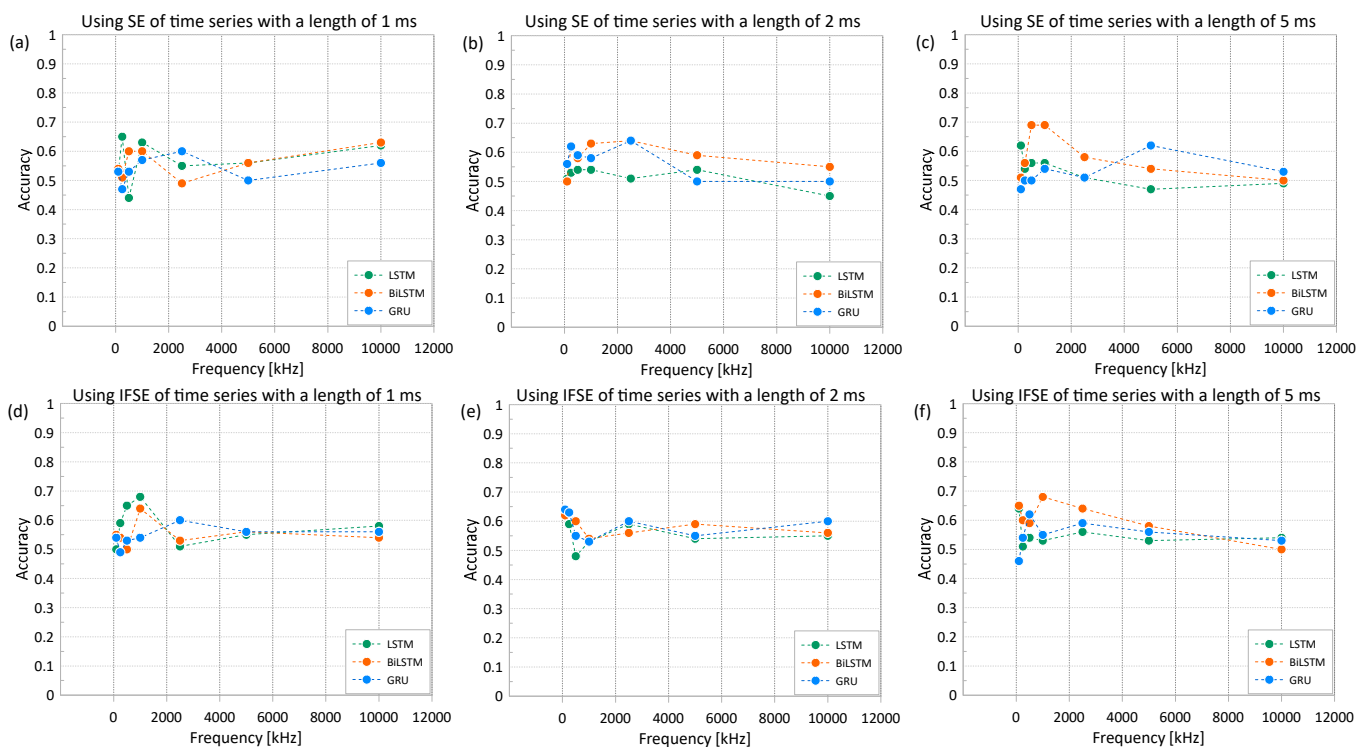 Using SE of time series with a length of 1 ms
(a)
1
0.9
0.8
0.7
0.6
0.5
0.4
0.3
0.2
0.1
0
Accuracy
LSTM
BiLSTM
GRU
0 2000 4000 6000 8000 10000 12000
Frequency [kHz]
Using SE of time series with a length of 2 ms
(b)
1
0.9
0.8
0.7
0.6
0.5
0.4
0.3
0.2
0.1
0
Accuracy
LSTM
BiLSTM
GRU
0 2000 4000 6000 8000 10000 12000
Frequency [kHz]
Using SE of time series with a length of 5 ms
(c)
1
0.9
0.8
0.7
0.6
0.5
0.4
0.3
0.2
0.1
0
Accuracy
LSTM
BiLSTM
GRU
0 2000 4000 6000 8000 10000 12000
Frequency [kHz]
Using IFSE of time series with a length of 1 ms
(d)
1
0.9
0.8
0.7
0.6
0.5
0.4
0.3
0.2
0.1
0
Accuracy
LSTM
BiLSTM
GRU
0 2000 4000 6000 8000 10000 12000
Frequency [kHz]
Using IFSE of time series with a length of 2 ms
(e)
1
0.9
0.8
0.7
0.6
0.5
0.4
0.3
0.2
0.1
0
Accuracy
LSTM
BiLSTM
GRU
0 2000 4000 6000 8000 10000 12000
Frequency [kHz]
Using IFSE of time series with a length of 5 ms
(f)
1
0.9
0.8
0.7
0.6
0.5
0.4
0.3
0.2
0.1
0
Accuracy
LSTM
BiLSTM
GRU
0 2000 4000 6000 8000 10000 12000
Frequency [kHz]